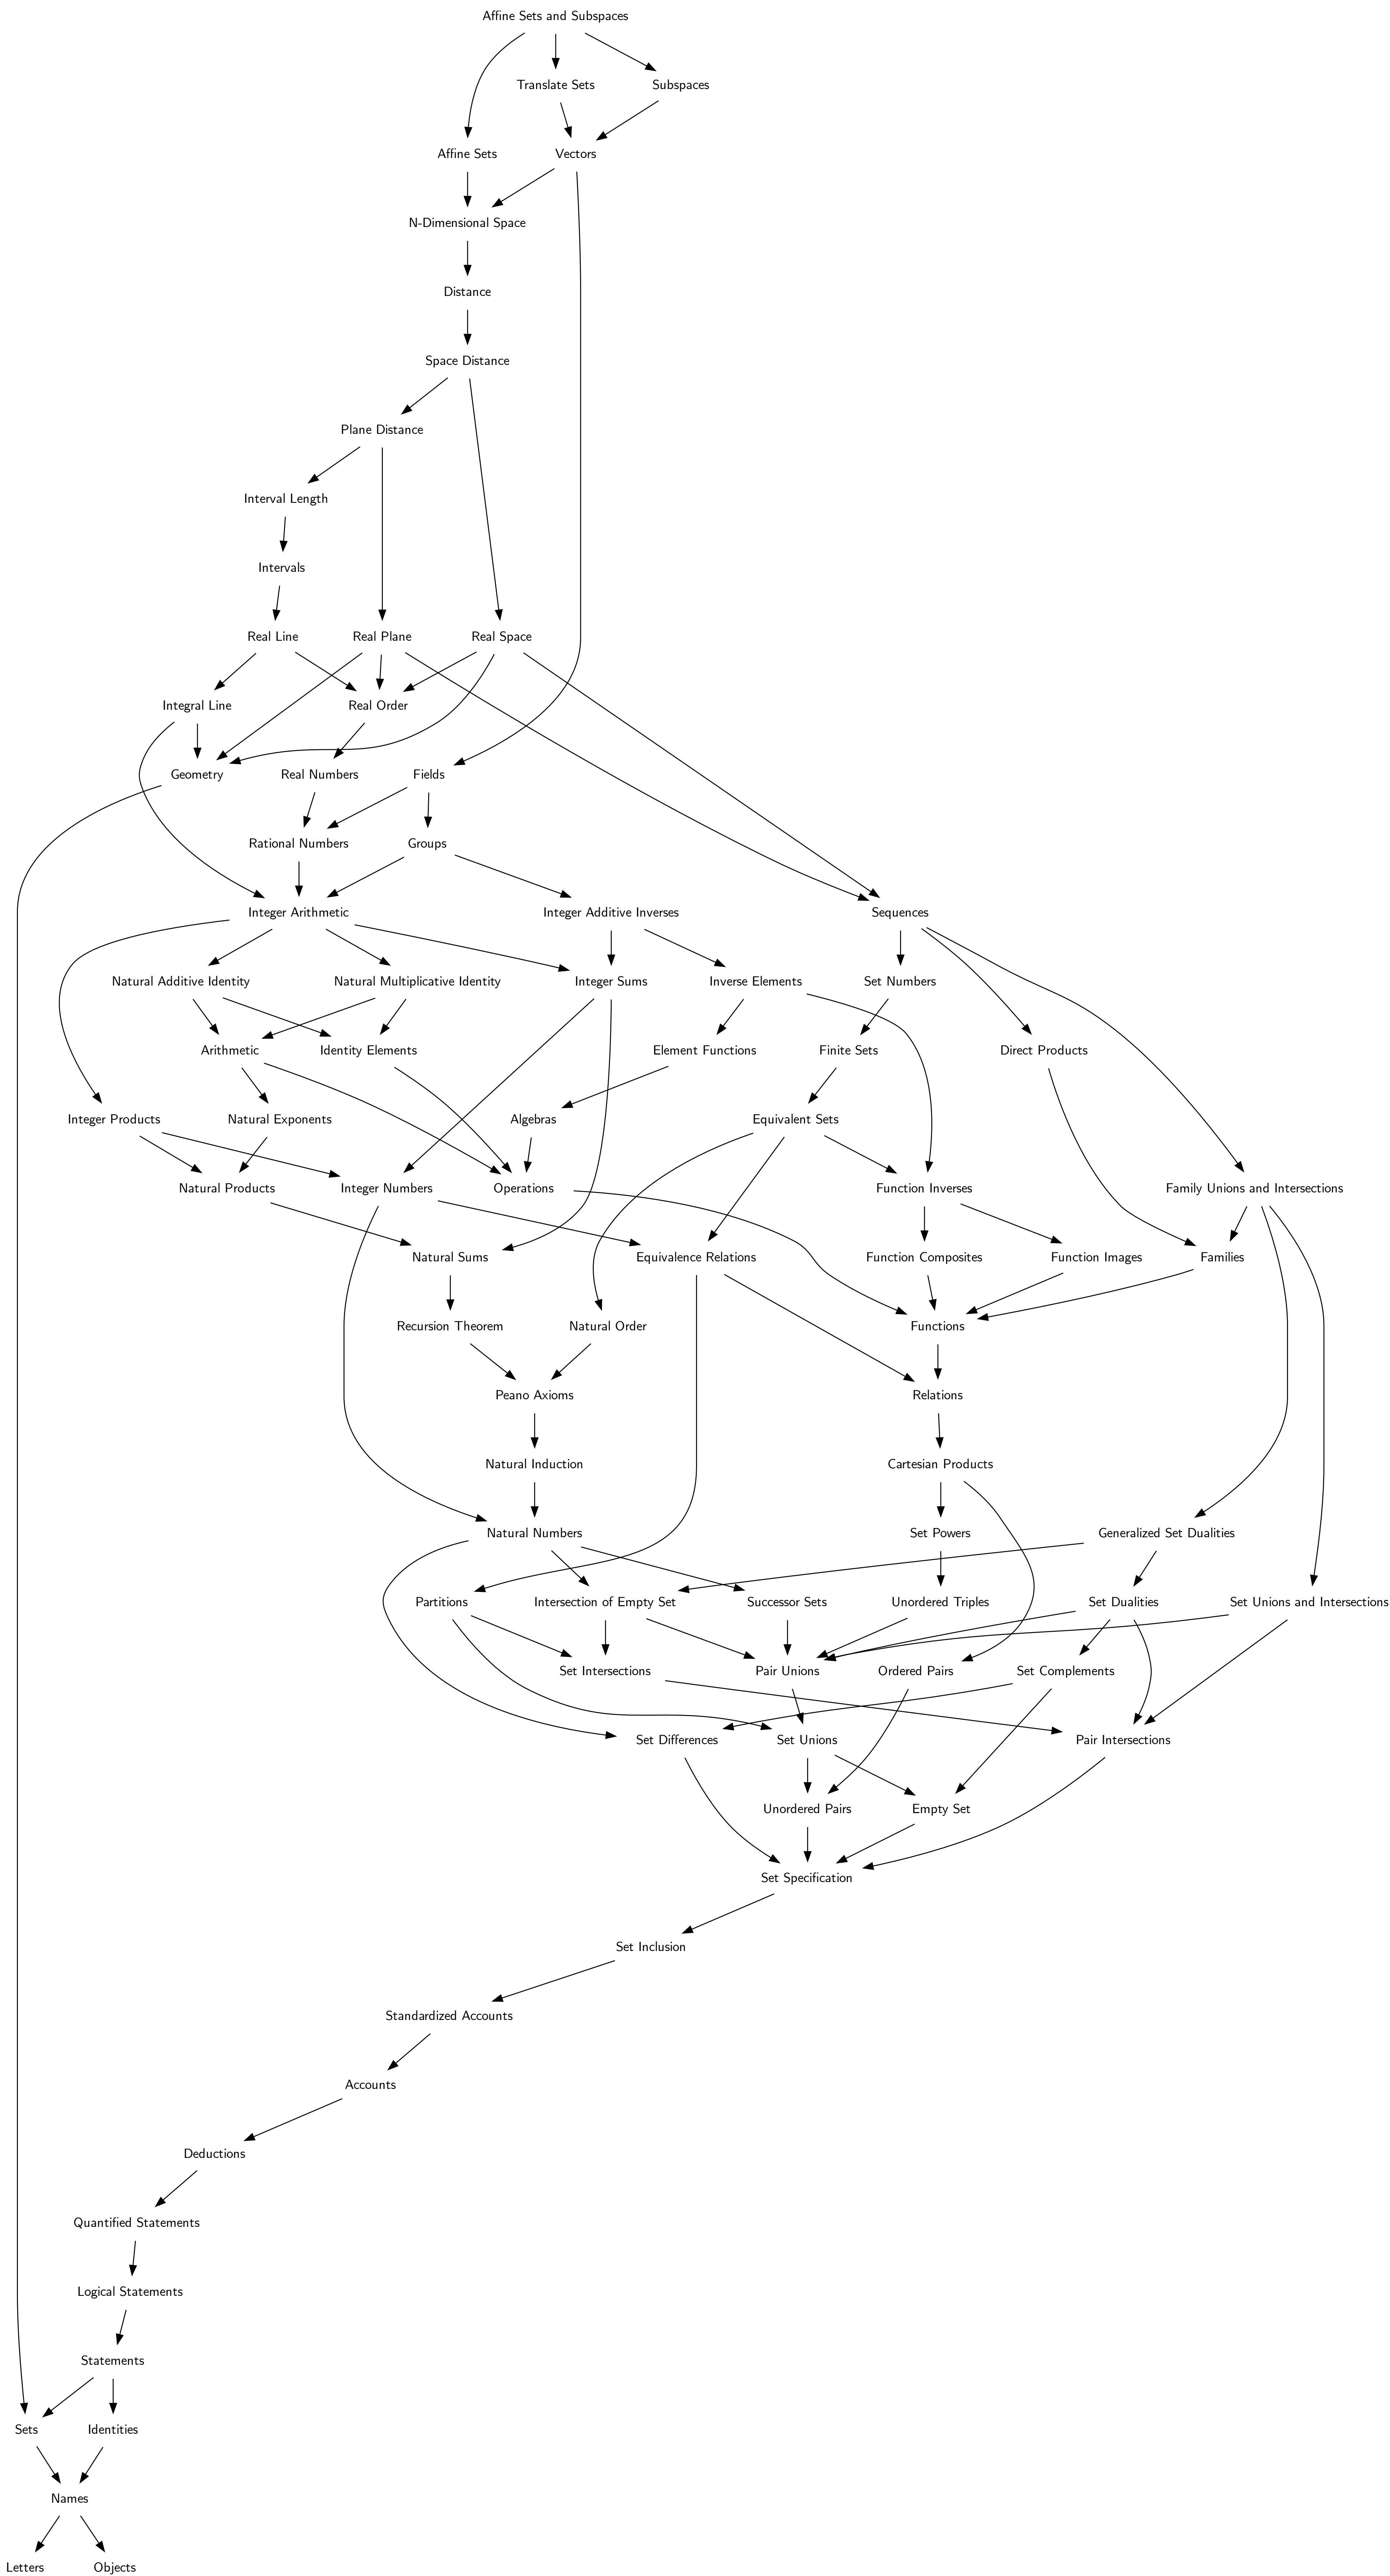 Affine Sets and Subspaces
Translate Sets
Subspaces
Affine Sets
Vectors
N-Dimensional Space
Distance
Space Distance
Plane Distance
Interval Length
Intervals
Real Line
Real Plane
Real Space
Integral Line
Real Order
Geometry
Real Numbers
Fields
Rational Numbers
Groups
Integer Arithmetic
Integer Additive Inverses
Sequences
Natural Additive Identity
Natural Multiplicative Identity
Integer Sums
Inverse Elements
Set Numbers
Arithmetic
Identity Elements
Element Functions
Finite Sets
Direct Products
Integer Products
Natural Exponents
Algebras
Equivalent Sets
Natural Products
Integer Numbers
Operations
Function Inverses
Family Unions and Intersections
Natural Sums
Equivalence Relations
Function Composites
Function Images
Families
Recursion Theorem
Natural Order
Functions
Peano Axioms
Relations
Natural Induction
Cartesian Products
Natural Numbers
Set Powers
Generalized Set Dualities
Partitions
Intersection of Empty Set
Successor Sets
Unordered Triples
Set Dualities
Set Unions and Intersections
Set Intersections
Pair Unions
Ordered Pairs
Set Complements
Set Differences
Set Unions
Pair Intersections
Unordered Pairs
Empty Set
Set Specification
Set Inclusion
Standardized Accounts
Accounts
Deductions
Quantified Statements
Logical Statements
Statements
Sets
Identities
Names
Letters
Objects